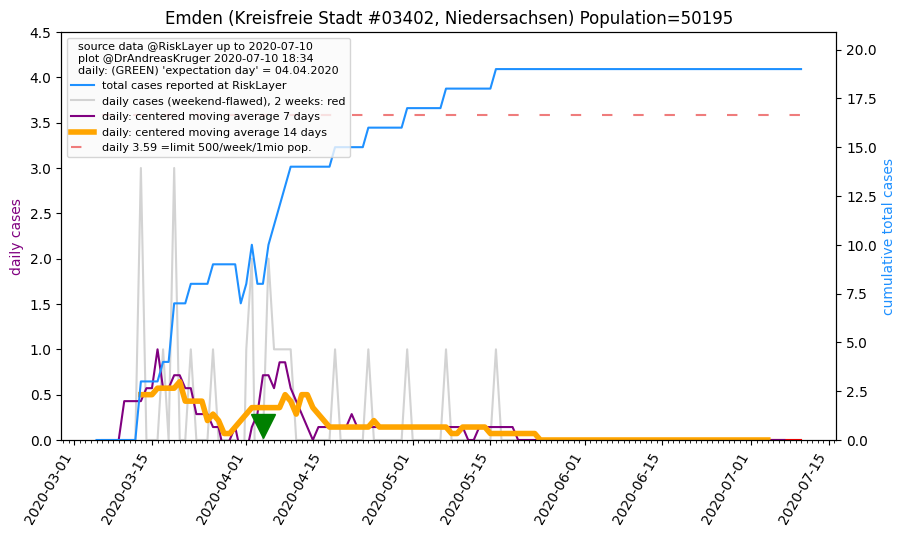 Emden (Kreisfreie Stadt #03402, Niedersachsen) Population=50195
source data @RiskLayer up to 2020-07-10
plot @DrAndreasKruger 2020-07-10 18:34
daily: (GREEN) 'expectation day' = 04.04.2020
total cases reported at RiskLayer
daily cases (weekend-flawed), 2 weeks: red
daily: centered moving average 7 days
daily: centered moving average 14 days
daily 3.59 =limit 500/week/1mio pop.
daily cases
4.5
4.0
3.5
3.0
2.5
2.0
1.5
1.0
0.5
0.0
cumulative total cases
20.0
17.5
15.0
12.5
10.0
7.5
5.0
2.5
0.0
2020-03-01
2020-03-15
2020-04-01
2020-04-15
2020-05-01
2020-05-15
2020-06-01
2020-06-15
2020-07-01
2020-07-15